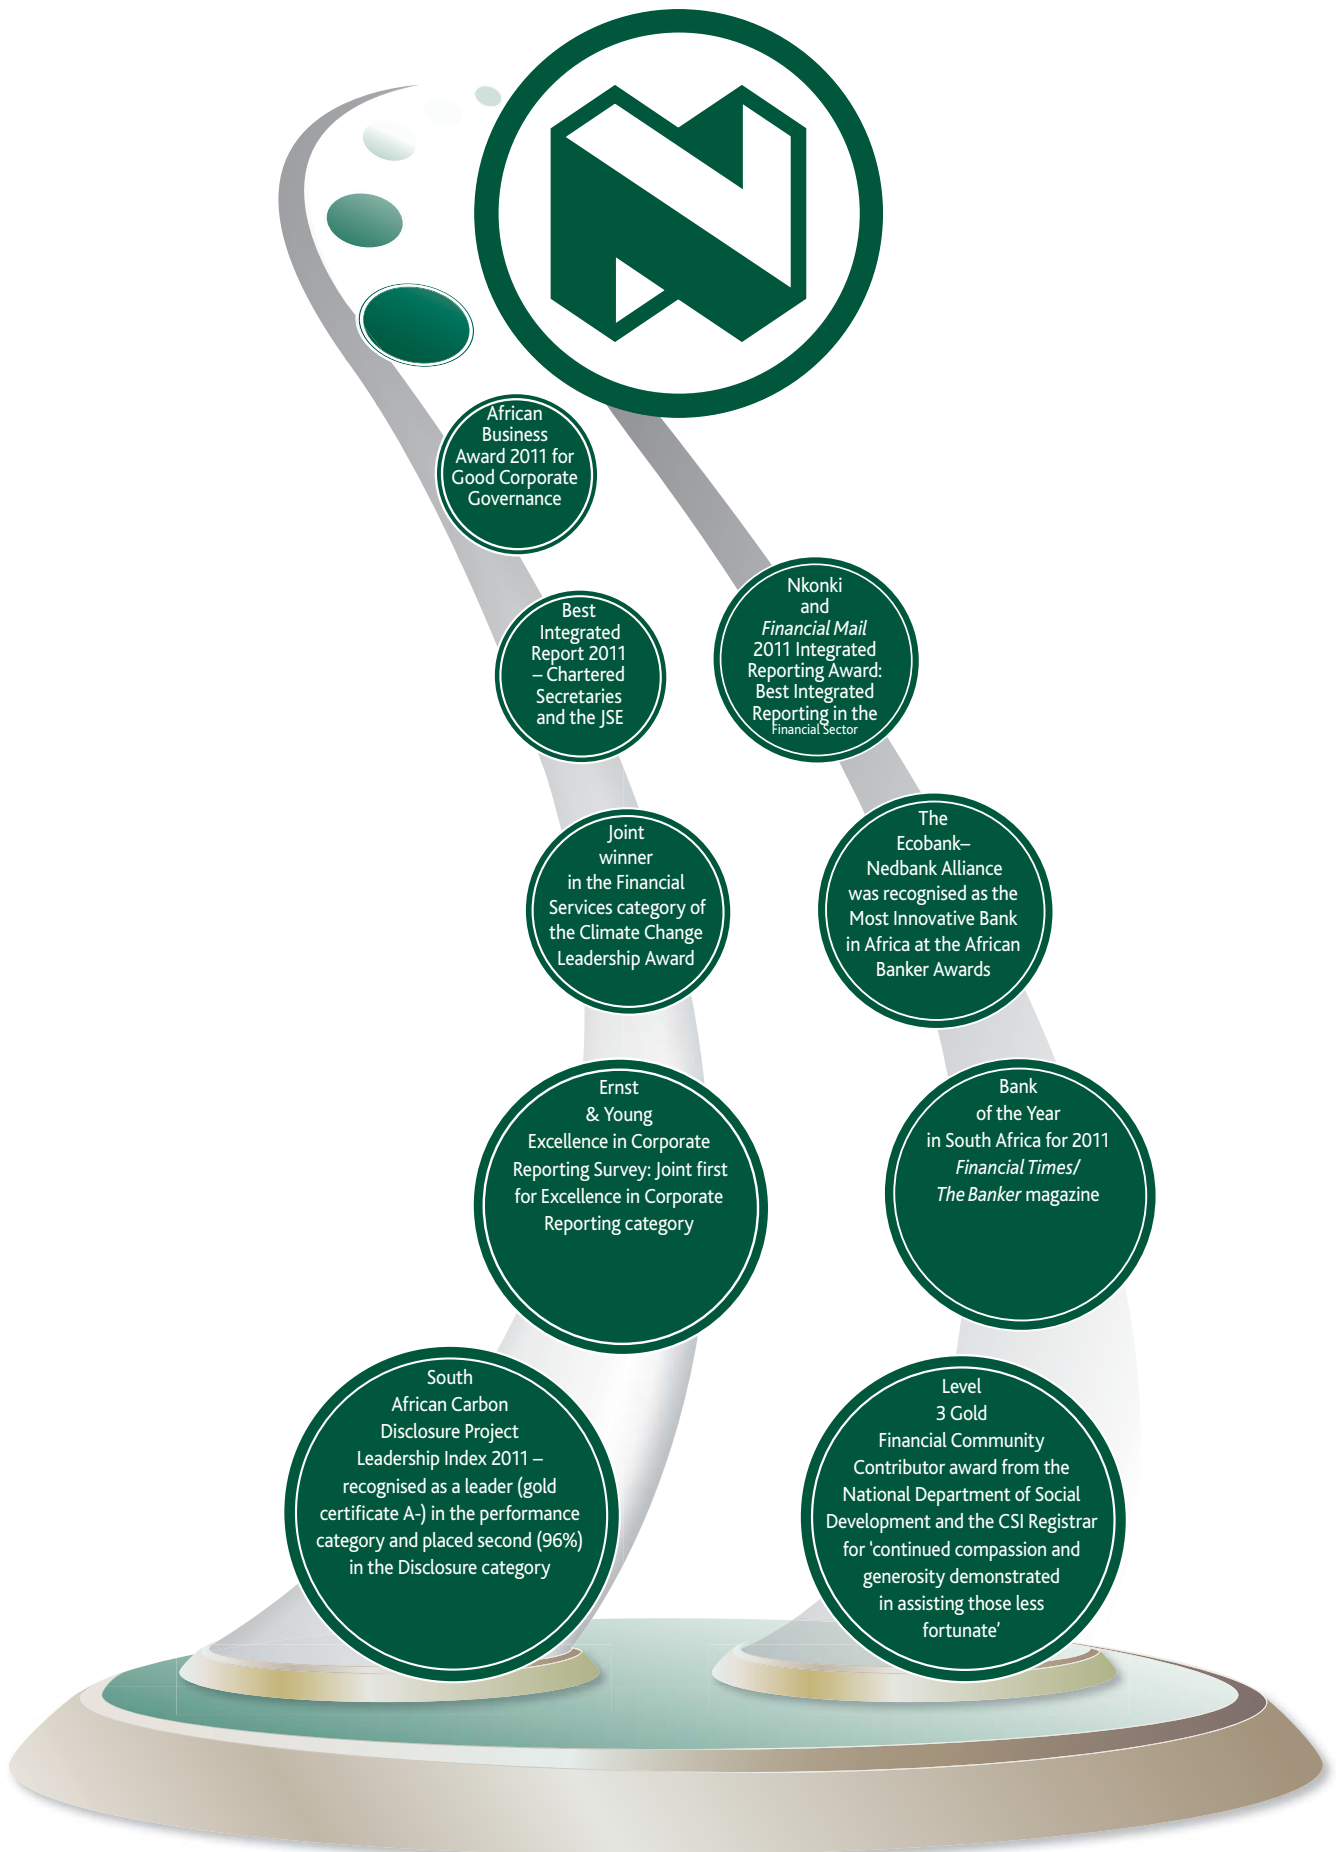 African
Business
Award 2011 for
Good Corporate
Governance
Best
Integrated
Report 2011
– Chartered
Secretaries
and the JSE
Nkonki
and
Financial Mail
2011 Integrated
Reporting Award:
Best Integrated
Reporting in the
Financial Sector
Joint
winner
in the Financial
Services category of
the Climate Change
Leadership Award
The
Ecobank–
Nedbank Alliance
was recognised as the
Most Innovative Bank
in Africa at the African
Banker Awards
Ernst
& Young
Excellence in Corporate
Reporting Survey: Joint first
for Excellence in Corporate
Reporting category
Bank
of the Year
in South Africa for 2011
Financial Times/
The Banker magazine
South
African Carbon
Disclosure Project
Leadership Index 2011 –
recognised as a leader (gold
certificate A-) in the performance
category and placed second (96%)
in the Disclosure category
Level
3 Gold
Financial Community
Contributor award from the
National Department of Social
Development and the CSI Registrar
for ‘continued compassion and
generosity demonstrated
in assisting those less
fortunate’